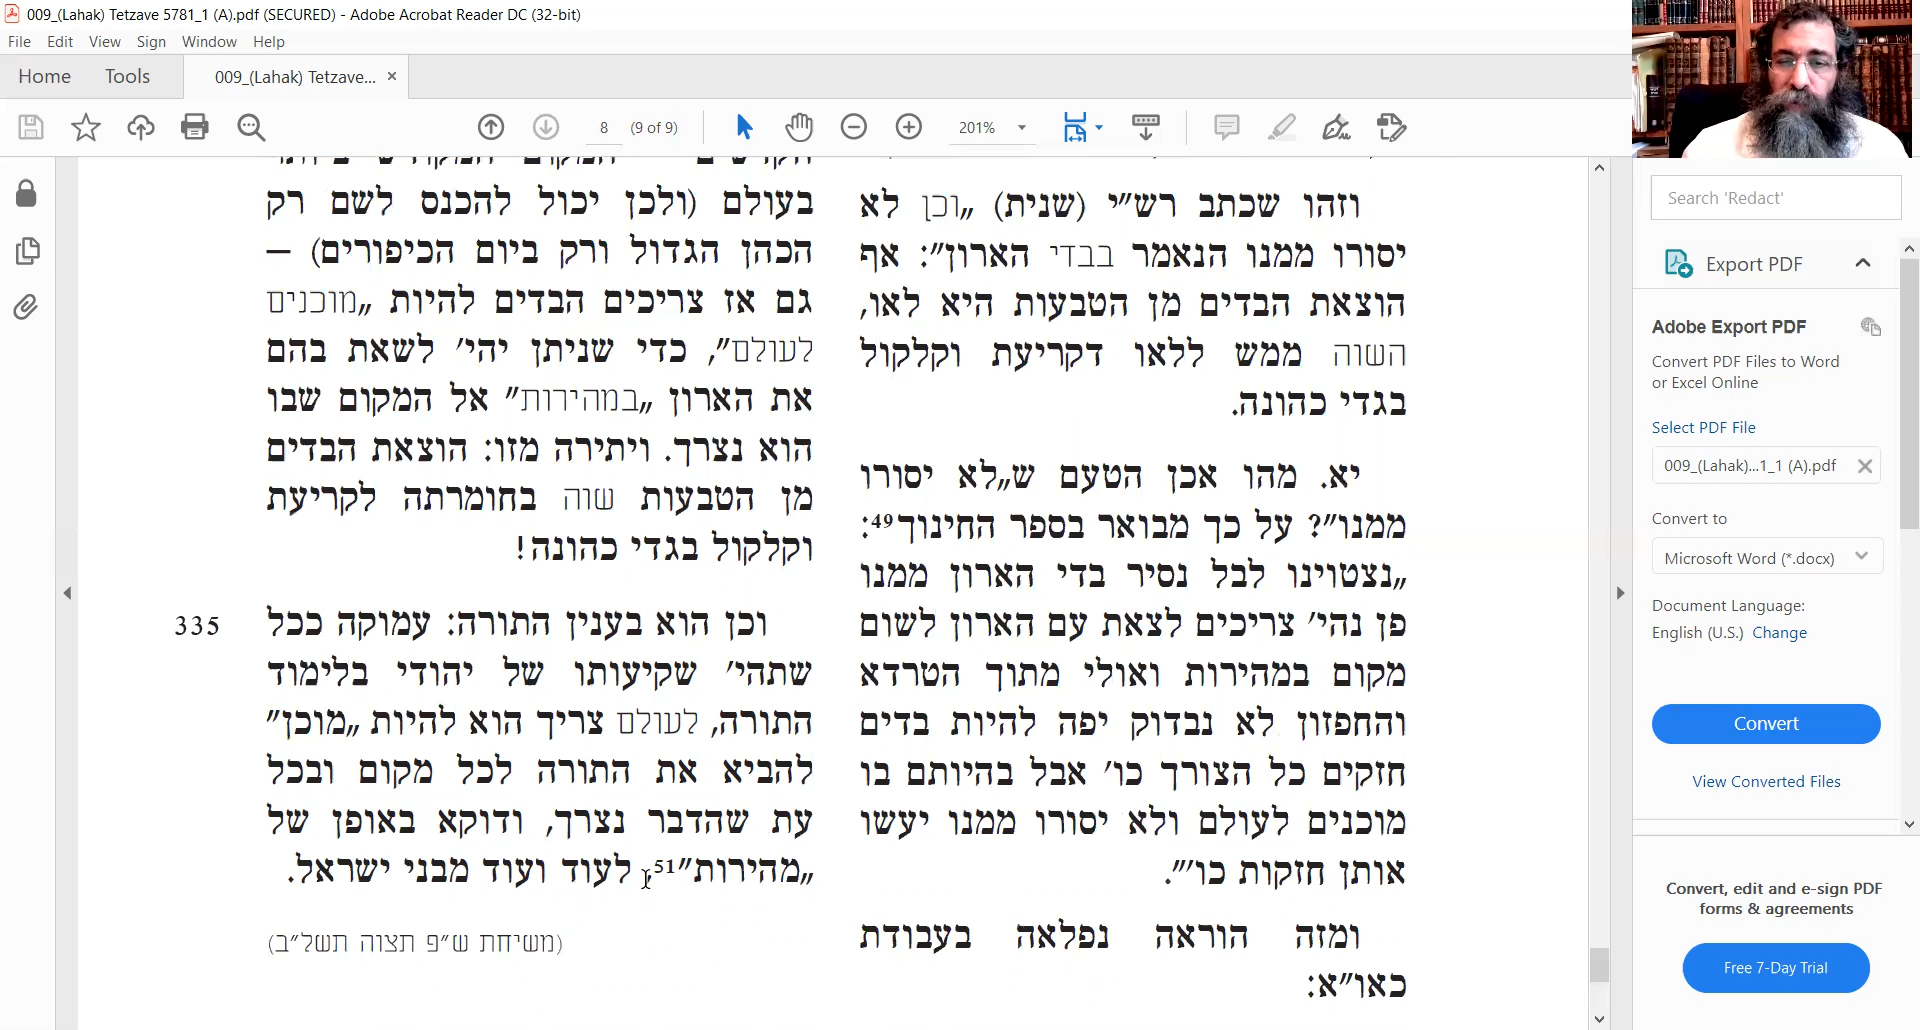 009_(Lahak) Tetzave 5781_1 (A).pdf (SECURED) - Adobe Acrobat Reader DC (32-bit)
File Edit View Sign Window Help
Home Tools 009_(Lahak) Tetzave... ×
8 (9 of 9) 201%
וזהו שכתב רש״י (שנית) „וכן לא
יסורו ממנו הנאמר בבדי הארון״: אף
הוצאת הבדים מן הטבעות היא לאו,
השוה ממש ללאו דקריעת וקלקול
בגדי כהונה.
יא. מהו אכן הטעם ש„לא יסורו
ממנו״? על כך מבואר בספר החינוך49:
„נצטוינו לבל נסיר בדי הארון ממנו
פן נהי׳ צריכים לצאת עם הארון לשום
מקום במהירות ואולי מתוך הטרדא
והחפזון לא נבדוק יפה להיות בדים
חזקים כל הצורך כו׳ אבל בהיותם בו
מוכנים לעולם ולא יסורו ממנו יעשו
אותן חזקות כו׳״.
ומזה הוראה נפלאה בעבודת
כאו״א:
הקדשים – המקום המקודש ביותר
בעולם (ולכן יכול להכנס לשם רק
הכהן הגדול ורק ביום הכיפורים) –
גם אז צריכים הבדים להיות „מוכנים
לעולם״, כדי שניתן יהי׳ לשאת בהם
את הארון „במהירות״ אל המקום שבו
הוא נצרך. ויתירה מזו: הוצאת הבדים
מן הטבעות שוה בחומרתה לקריעת
וקלקול בגדי כהונה!
וכן הוא בענין התורה: עמוקה ככל
שתהי׳ שקיעותו של יהודי בלימוד
התורה, לעולם צריך הוא להיות „מוכן״
להביא את התורה לכל מקום ובכל
עת שהדבר נצרך, ודוקא באופן של
„מהירות״51, לעוד ועוד מבני ישראל.
(משיחת ש״פ תצוה תשל״ב)
335
Search 'Redact'
Export PDF
Adobe Export PDF
Convert PDF Files to Word
or Excel Online
Select PDF File
009_(Lahak)...1_1 (A).pdf
Convert to
Microsoft Word (*.docx)
Document Language:
English (U.S.) Change
Convert
View Converted Files
Convert, edit and e-sign PDF
forms & agreements
Free 7-Day Trial